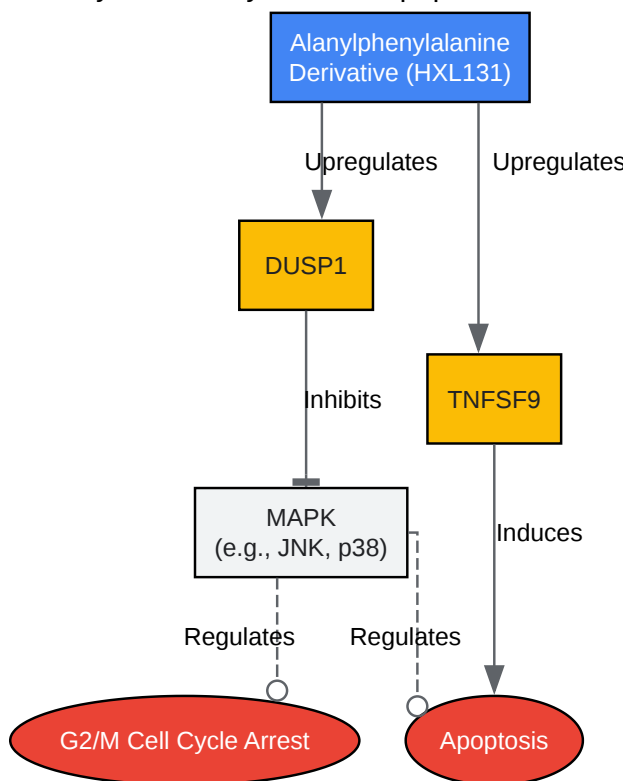 Alanylphenylalanine
Derivative (HXL131)
Upregulates
Upregulates
DUSP1
Inhibits
TNFSF9
MAPK
(e.g., JNK, p38)
Induces
Regulates
Regulates
G2/M Cell Cycle Arrest
Apoptosis